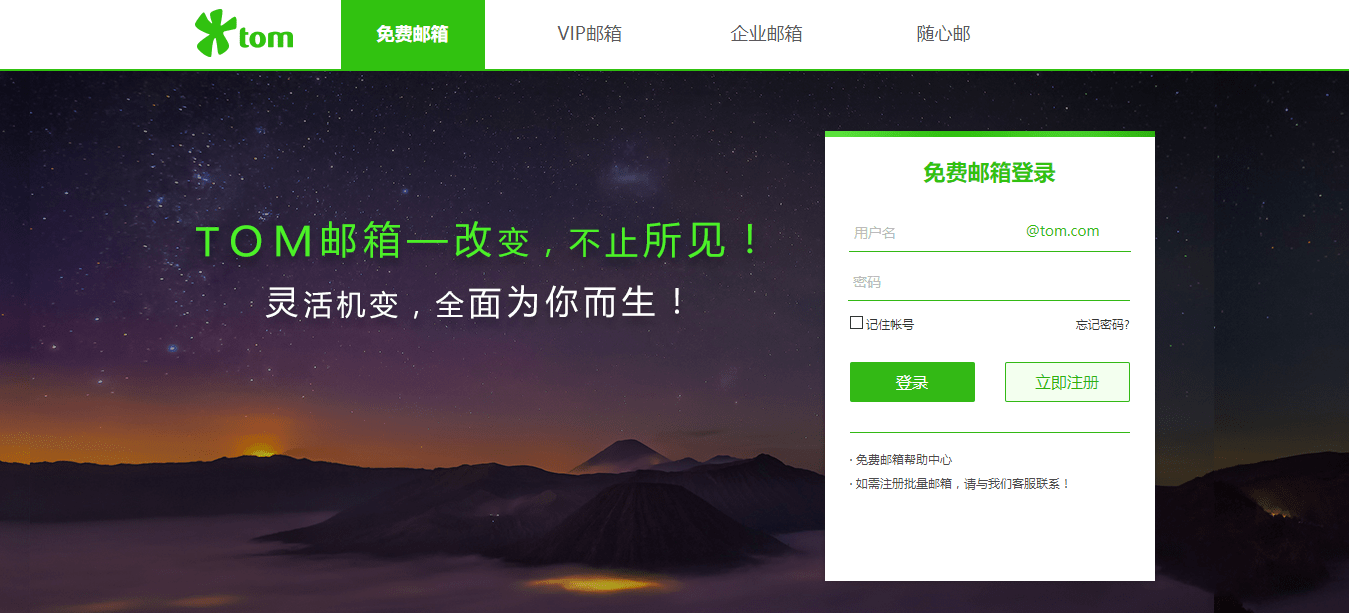 tom 免费邮箱 VIP邮箱 企业邮箱 随心邮
TOM邮箱—改变，不止所见！
灵活机变，全面为你而生！
免费邮箱登录
用户名 @tom.com
密码
记住帐号 忘记密码?
登录 立即注册
· 免费邮箱帮助中心
· 如需注册批量邮箱，请与我们客服联系！